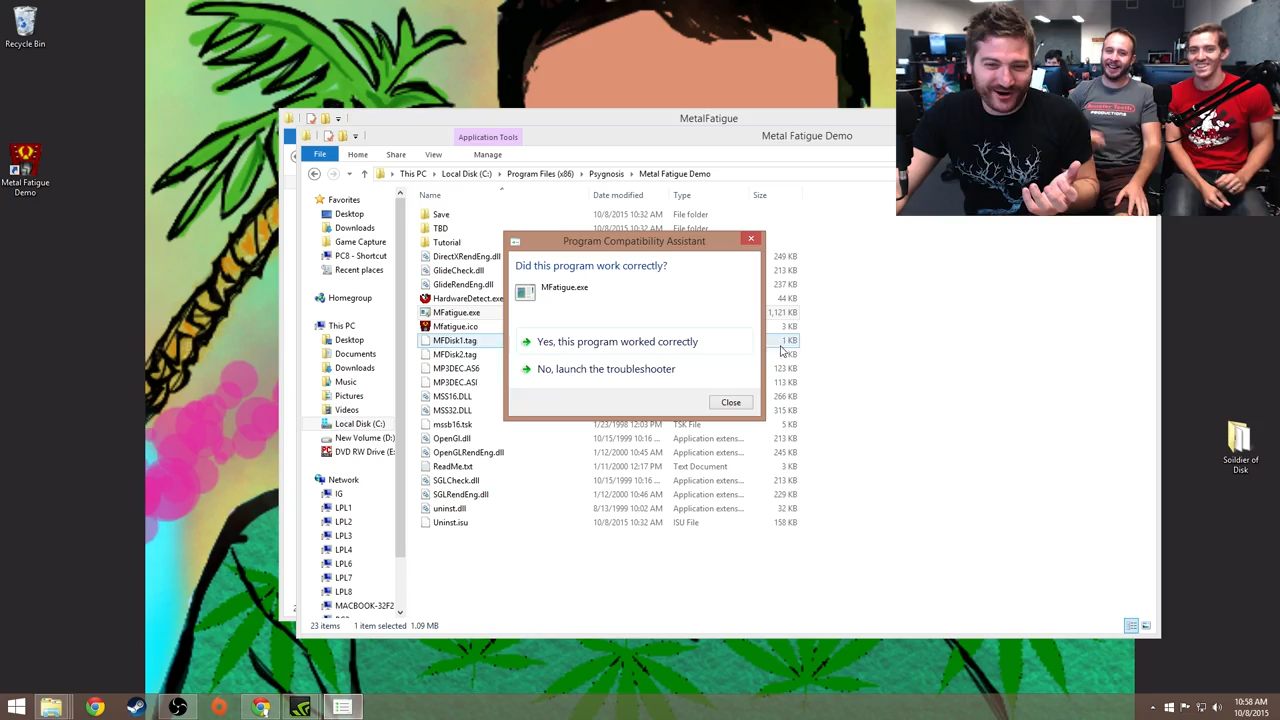 Recycle Bin
Metal Fatigue
Demo
MetalFatigue
Application Tools
Metal Fatigue Demo
File
Home
Share
View
Manage
This PC
Local Disk (C:)
Program Files (x86)
Psygnosis
Metal Fatigue Demo
Name
Date modified
Type
Size
Favorites
Desktop
Downloads
Game Capture
PC8 - Shortcut
Recent places
Homegroup
This PC
Desktop
Documents
Downloads
Music
Pictures
Videos
Local Disk (C:)
New Volume (D:)
DVD RW Drive (E:
Network
IG
LPL1
LPL2
LPL3
LPL4
LPL6
LPL7
LPL8
MACBOOK-32F2
Save 10/8/2015 10:32 AM File folder
TBD 10/8/2015 10:32 AM File folder
Tutorial
DirectXRendEng.dll 249 KB
GlideCheck.dll 213 KB
GlideRendEng.dll 237 KB
HardwareDetect.exe 44 KB
MFatigue.exe 1,121 KB
Mfatigue.ico 3 KB
MFDisk1.tag 1 KB
MFDisk2.tag KB
MP3DEC.AS6 123 KB
MP3DEC.ASI 113 KB
MSS16.DLL 266 KB
MSS32.DLL 315 KB
mssb16.tsk 1/23/1998 12:03 PM TSK File 5 KB
OpenGl.dll 10/15/1999 10:16 ... Application extens... 213 KB
OpenGLRendEng.dll 1/12/2000 10:45 AM Application extens... 245 KB
ReadMe.txt 1/11/2000 12:17 PM Text Document 3 KB
SGLCheck.dll 10/15/1999 10:16 ... Application extens... 213 KB
SGLRendEng.dll 1/12/2000 10:46 AM Application extens... 229 KB
uninst.dll 8/13/1999 10:02 AM Application extens... 32 KB
Uninst.isu 10/8/2015 10:32 AM ISU File 158 KB
Program Compatibility Assistant
Did this program work correctly?
MFatigue.exe
Yes, this program worked correctly
No, launch the troubleshooter
Close
23 items 1 item selected 1.09 MB
Soildier of
Disk
10:58 AM
10/8/2015